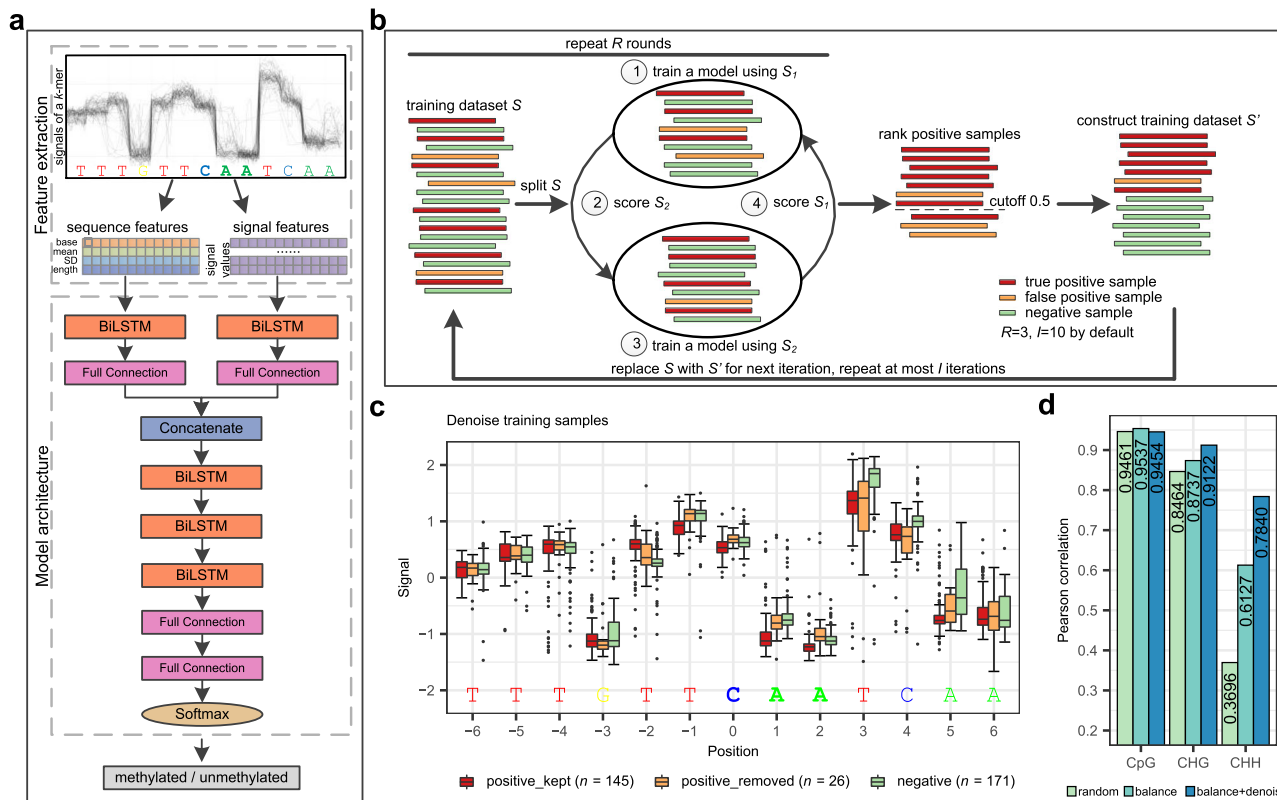 a
Feature extraction
signals of a k-mer
T T T G T T C A A T C A A
sequence features
signal features
base
mean
SD
length
signal
values
......
Model architecture
BiLSTM
BiLSTM
Full Connection
Full Connection
Concatenate
BiLSTM
BiLSTM
BiLSTM
Full Connection
Full Connection
Softmax
methylated / unmethylated
b
repeat R rounds
training dataset S
split S
1 train a model using S1
2 score S2
3 train a model using S2
4 score S1
rank positive samples
cutoff 0.5
construct training dataset S'
true positive sample
false positive sample
negative sample
R=3, I=10 by default
replace S with S' for next iteration, repeat at most I iterations
c
Denoise training samples
Signal
2
1
0
−1
−2
T T T G T T C A A T C A A
−6 −5 −4 −3 −2 −1 0 1 2 3 4 5 6
Position
positive_kept (n = 145)
positive_removed (n = 26)
negative (n = 171)
d
Pearson correlation
0.9
0.8
0.7
0.6
0.5
0.4
0.3
0.2
0.9461
0.9537
0.9454
0.8464
0.8737
0.9122
0.3696
0.6127
0.7840
CpG CHG CHH
random
balance
balance+denois